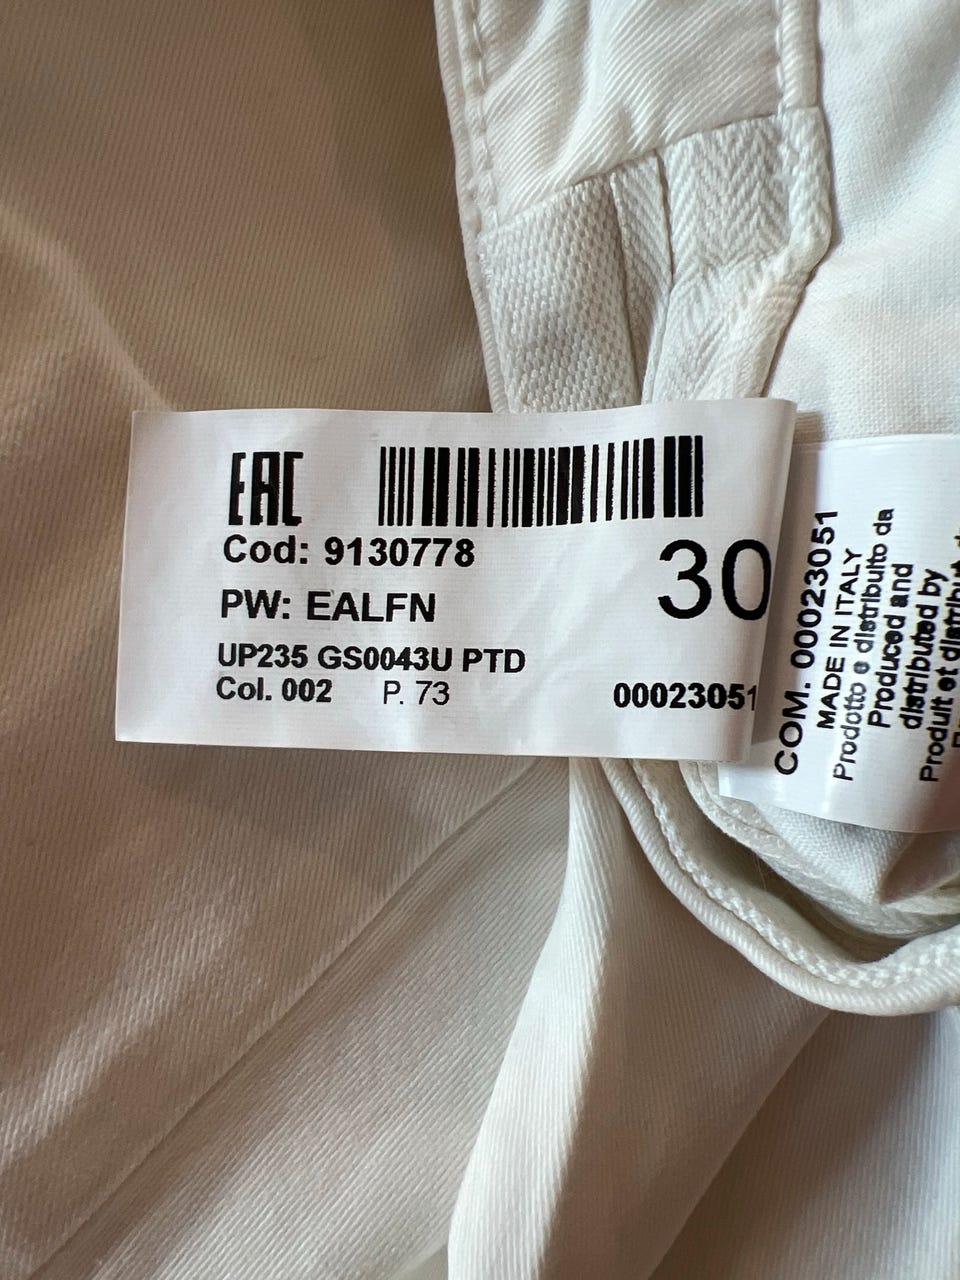 EAC
Cod: 9130778
PW: EALFN
30
UP235 GS0043U PTD
Col. 002 P. 73
00023051
COM. 00023051
MADE IN ITALY
Prodotto e distribuito da
Produced and
distributed by
Produit et distribut